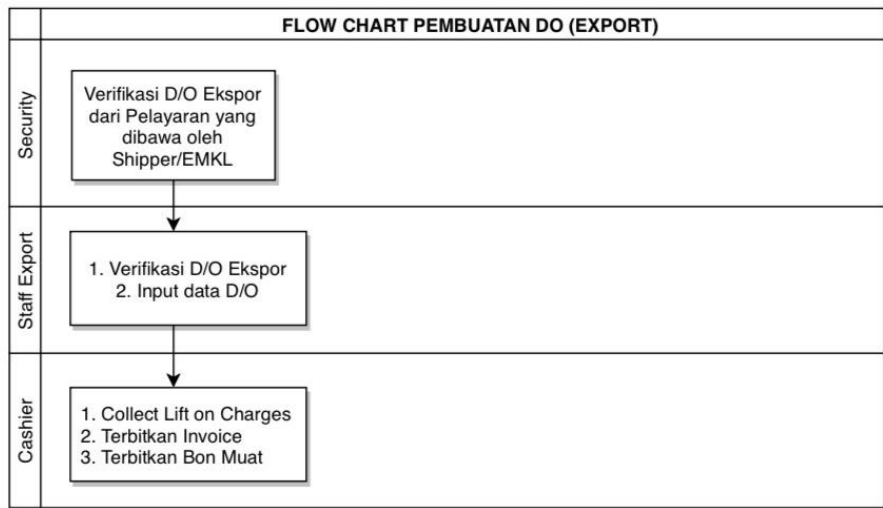 FLOW CHART PEMBUATAN DO (EXPORT)
Security
Verifikasi D/O Ekspor
dari Pelayaran yang
dibawa oleh
Shipper/EMKL
Staff Export
1. Verifikasi D/O Ekspor
2. Input data D/O
Cashier
1. Collect Lift on Charges
2. Terbitkan Invoice
3. Terbitkan Bon Muat